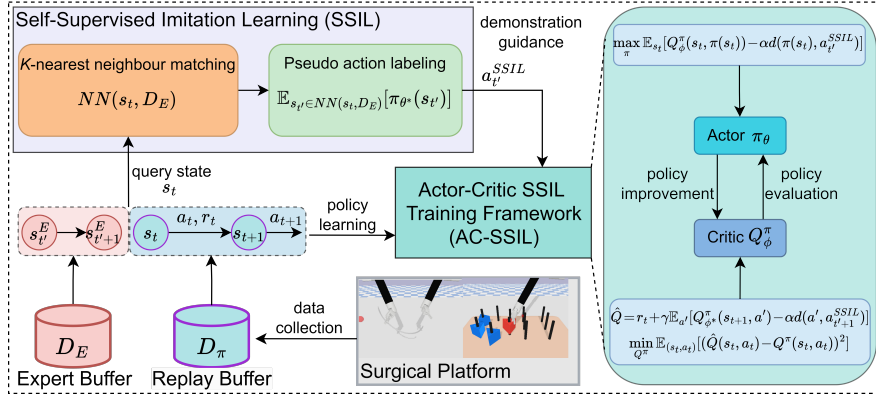 Self-Supervised Imitation Learning (SSIL)
K-nearest neighbour matching
NN(s_t, D_E)
Pseudo action labeling
𝔼_{s_{t'}∈NN(s_t,D_E)}[π_{θ*}(s_{t'})]
demonstration
guidance
a_{t'}^{SSIL}
query state
s_t
s_{t'}^E
s_{t'+1}^E
s_t
a_t, r_t
s_{t+1}
a_{t+1}
policy
learning
Actor-Critic SSIL
Training Framework
(AC-SSIL)
D_E
Expert Buffer
D_π
Replay Buffer
data
collection
Surgical Platform
max_π 𝔼_{s_t}[Q_ϕ^π(s_t, π(s_t))−αd(π(s_t), a_{t'}^{SSIL})]
Actor π_θ
policy
improvement
policy
evaluation
Critic Q_ϕ^π
Q̂=r_t+γ𝔼_{a'}[Q_{ϕ*}^π(s_{t+1}, a')−αd(a', a_{t'+1}^{SSIL})]
min_{Q^π} 𝔼_{(s_t,a_t)}[(Q̂(s_t, a_t)−Q^π(s_t, a_t))^2]